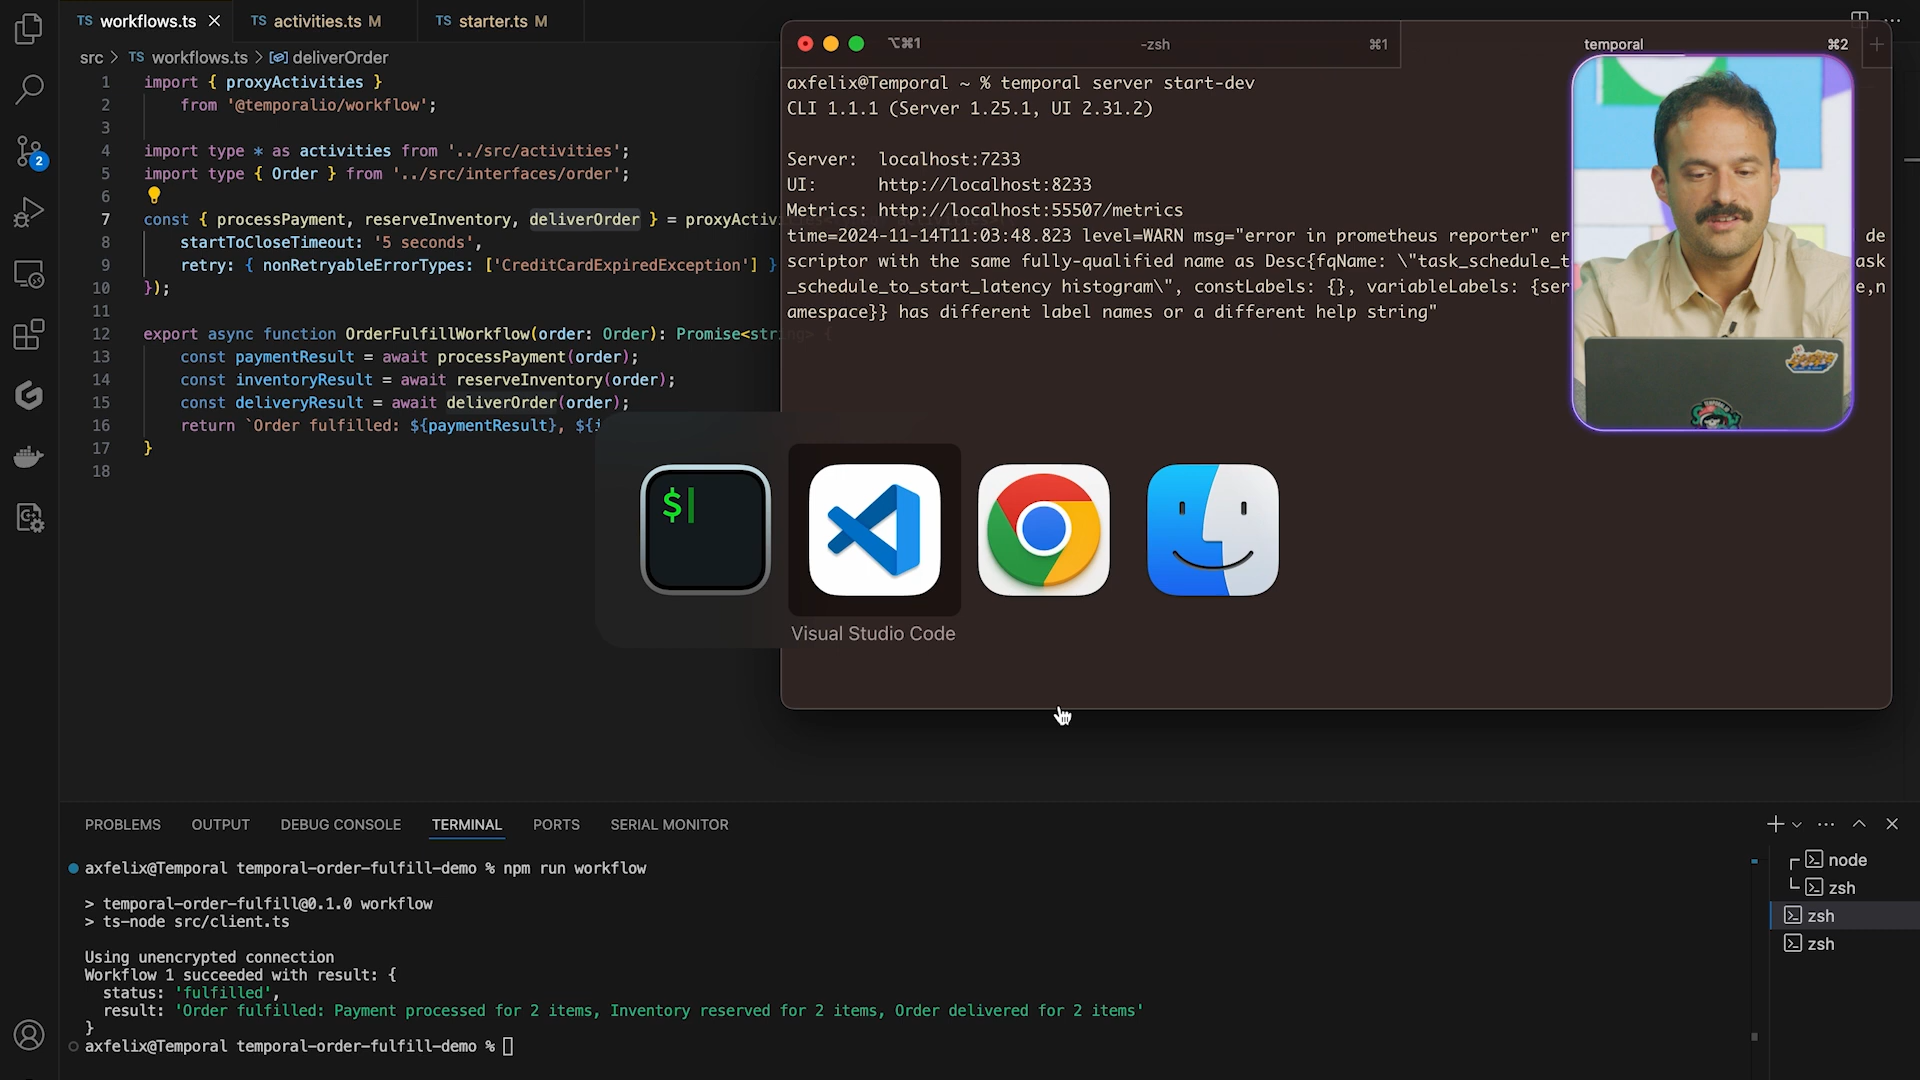 TS workflows.ts
TS activities.ts M
TS starter.ts M
src > TS workflows.ts > deliverOrder
1 import { proxyActivities }
2 from '@temporalio/workflow';
3
4 import type * as activities from '../src/activities';
5 import type { Order } from '../src/interfaces/order';
6
7 const { processPayment, reserveInventory, deliverOrder } = proxyActiv
8 startToCloseTimeout: '5 seconds',
9 retry: { nonRetryableErrorTypes: ['CreditCardExpiredException'] }
10 });
11
12 export async function OrderFulfillWorkflow(order: Order): Promise<string> {
13 const paymentResult = await processPayment(order);
14 const inventoryResult = await reserveInventory(order);
15 const deliveryResult = await deliverOrder(order);
16 return `Order fulfilled: ${paymentResult}, ${i
17 }
18
2
⌥⌘1
-zsh
⌘1
temporal
⌘2
axfelix@Temporal ~ % temporal server start-dev
CLI 1.1.1 (Server 1.25.1, UI 2.31.2)
Server: localhost:7233
UI: http://localhost:8233
Metrics: http://localhost:55507/metrics
time=2024-11-14T11:03:48.823 level=WARN msg="error in prometheus reporter" er de
scriptor with the same fully-qualified name as Desc{fqName: \"task_schedule_t ask
_schedule_to_start_latency histogram\", constLabels: {}, variableLabels: {ser e,n
amespace}} has different label names or a different help string"
$
Visual Studio Code
PROBLEMS
OUTPUT
DEBUG CONSOLE
TERMINAL
PORTS
SERIAL MONITOR
axfelix@Temporal temporal-order-fulfill-demo % npm run workflow
> temporal-order-fulfill@0.1.0 workflow
> ts-node src/client.ts
Using unencrypted connection
Workflow 1 succeeded with result: {
status: 'fulfilled',
result: 'Order fulfilled: Payment processed for 2 items, Inventory reserved for 2 items, Order delivered for 2 items'
}
axfelix@Temporal temporal-order-fulfill-demo %
node
zsh
zsh
zsh